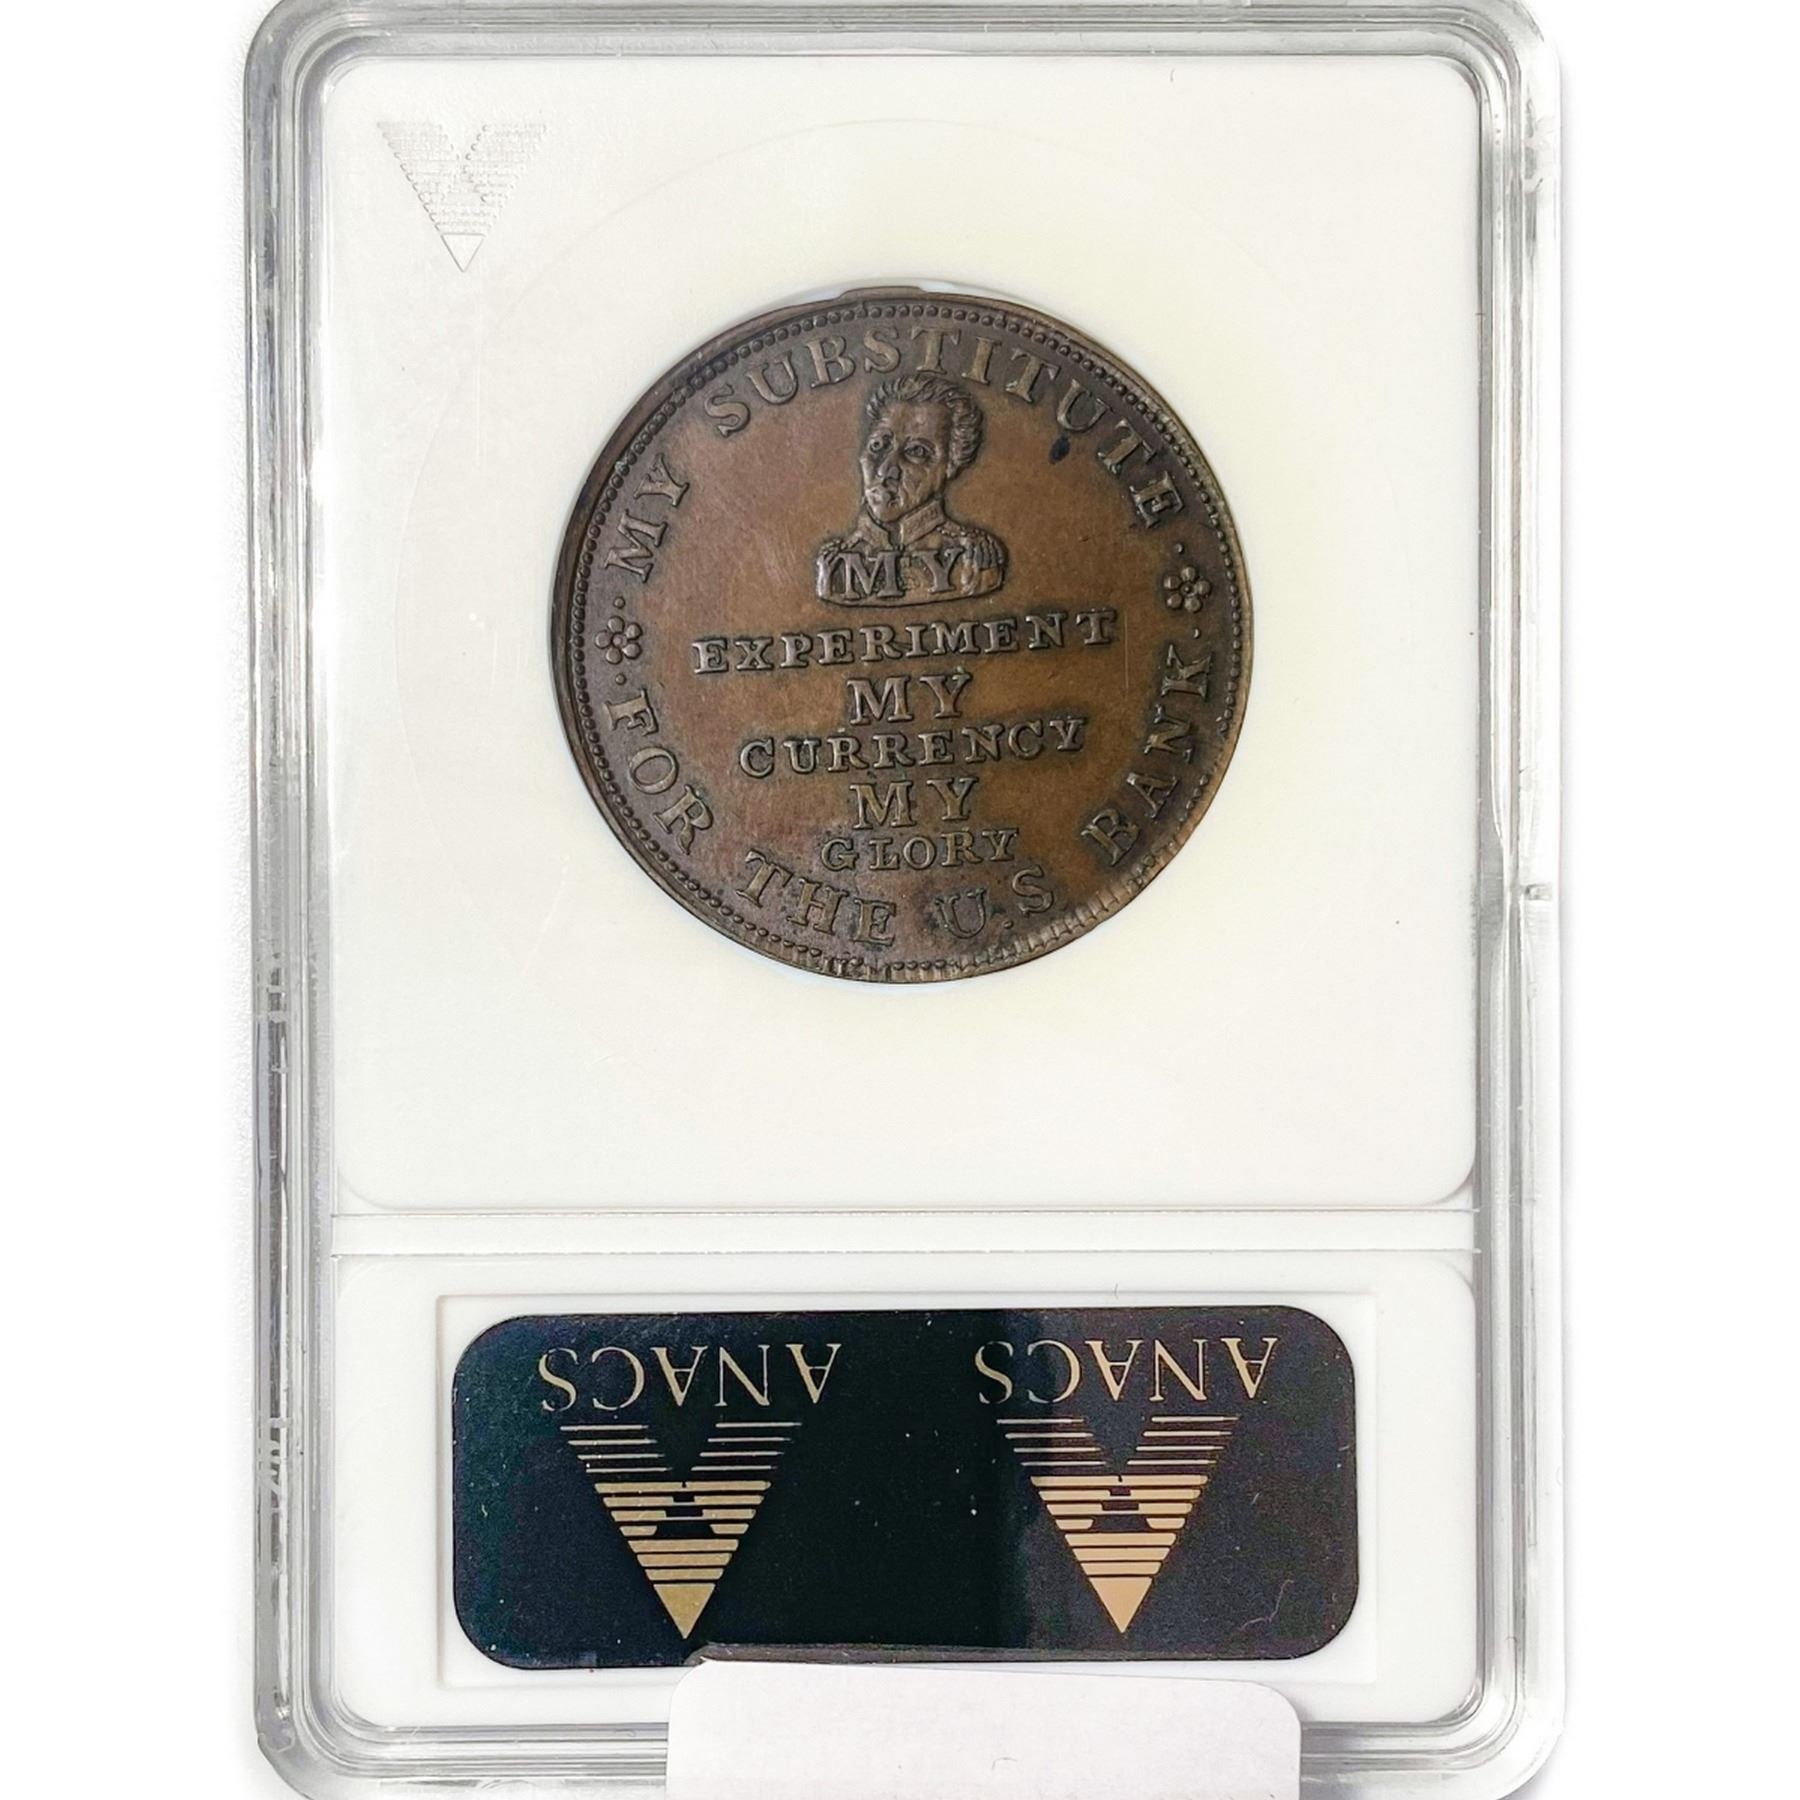 MY SUBSTITUTE
FOR THE U.S BANK
MY
EXPERIMENT
MY
CURRENCY
MY
GLORY
ANACS ANACS